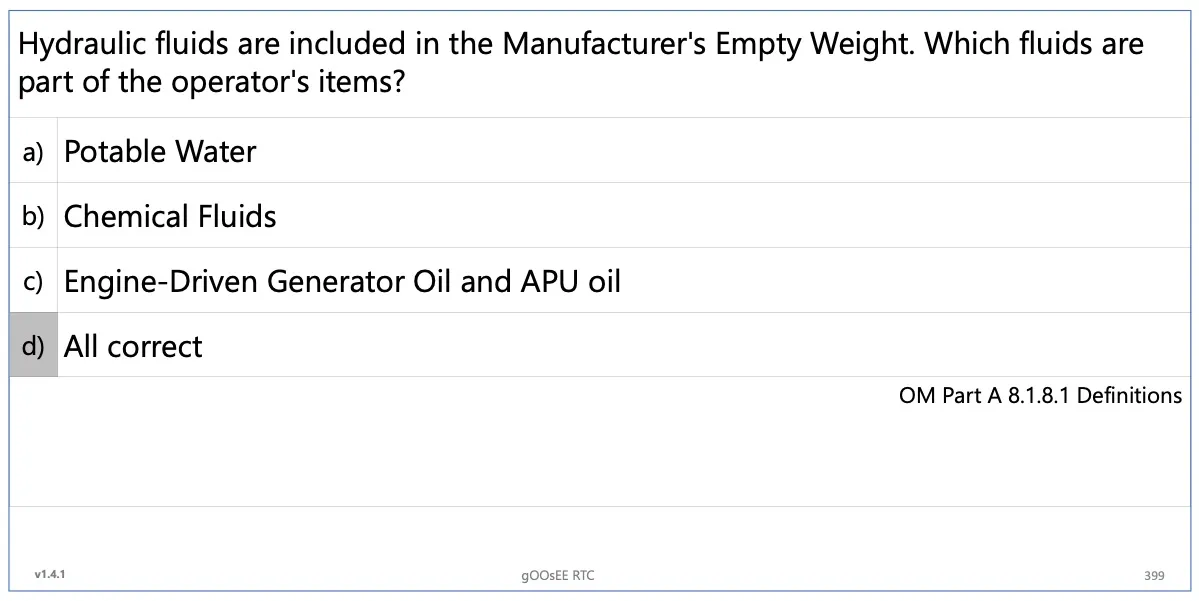 Hydraulic fluids are included in the Manufacturer's Empty Weight. Which fluids are
part of the operator's items?
a) Potable Water
b) Chemical Fluids
c) Engine-Driven Generator Oil and APU oil
d) All correct
OM Part A 8.1.8.1 Definitions
v1.4.1 gOOsEE RTC 399